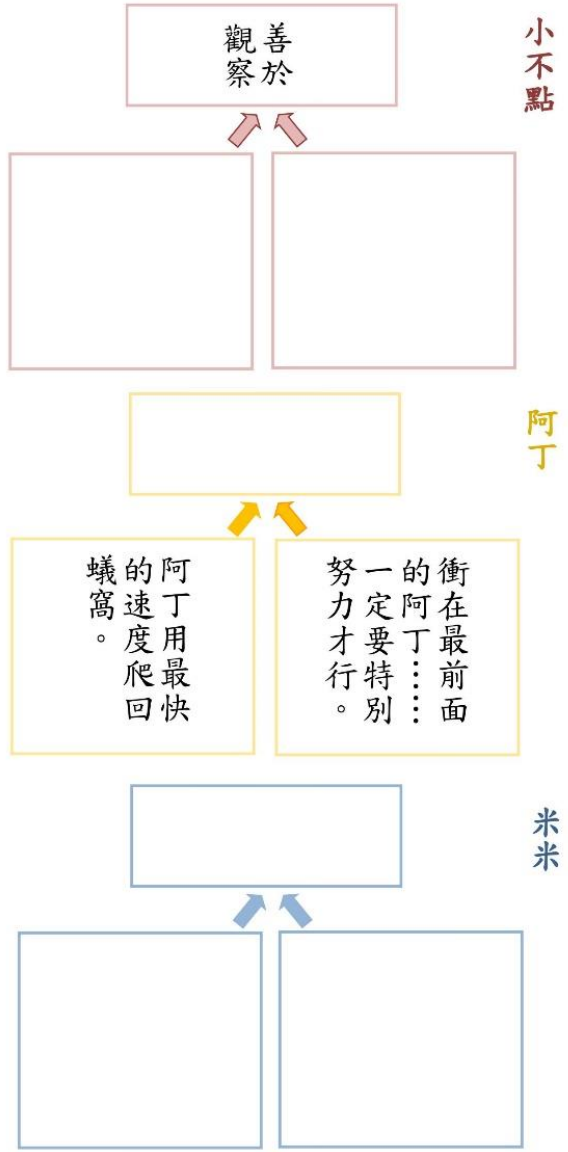 小不點
善於
觀察
阿丁
衝在最前面
的阿丁……
一定要特別
努力才行。
阿丁用最快
的速度爬回
蟻窩。
米米